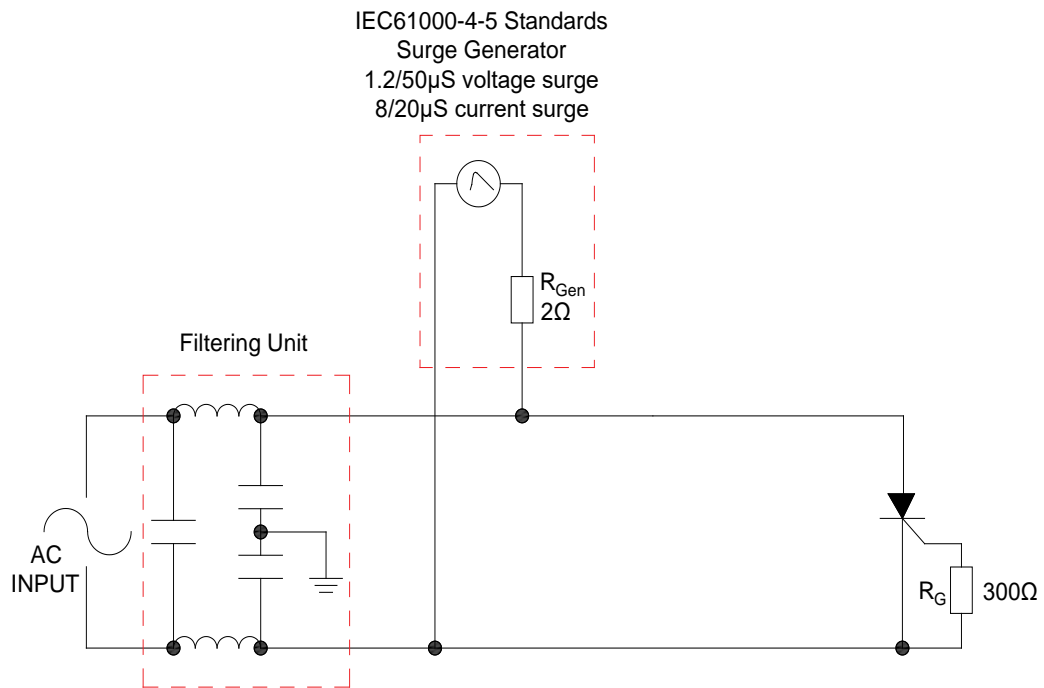 IEC61000-4-5 Standards
Surge Generator
1.2/50μS voltage surge
8/20μS current surge
RGen
2Ω
Filtering Unit
AC
INPUT
RG
300Ω